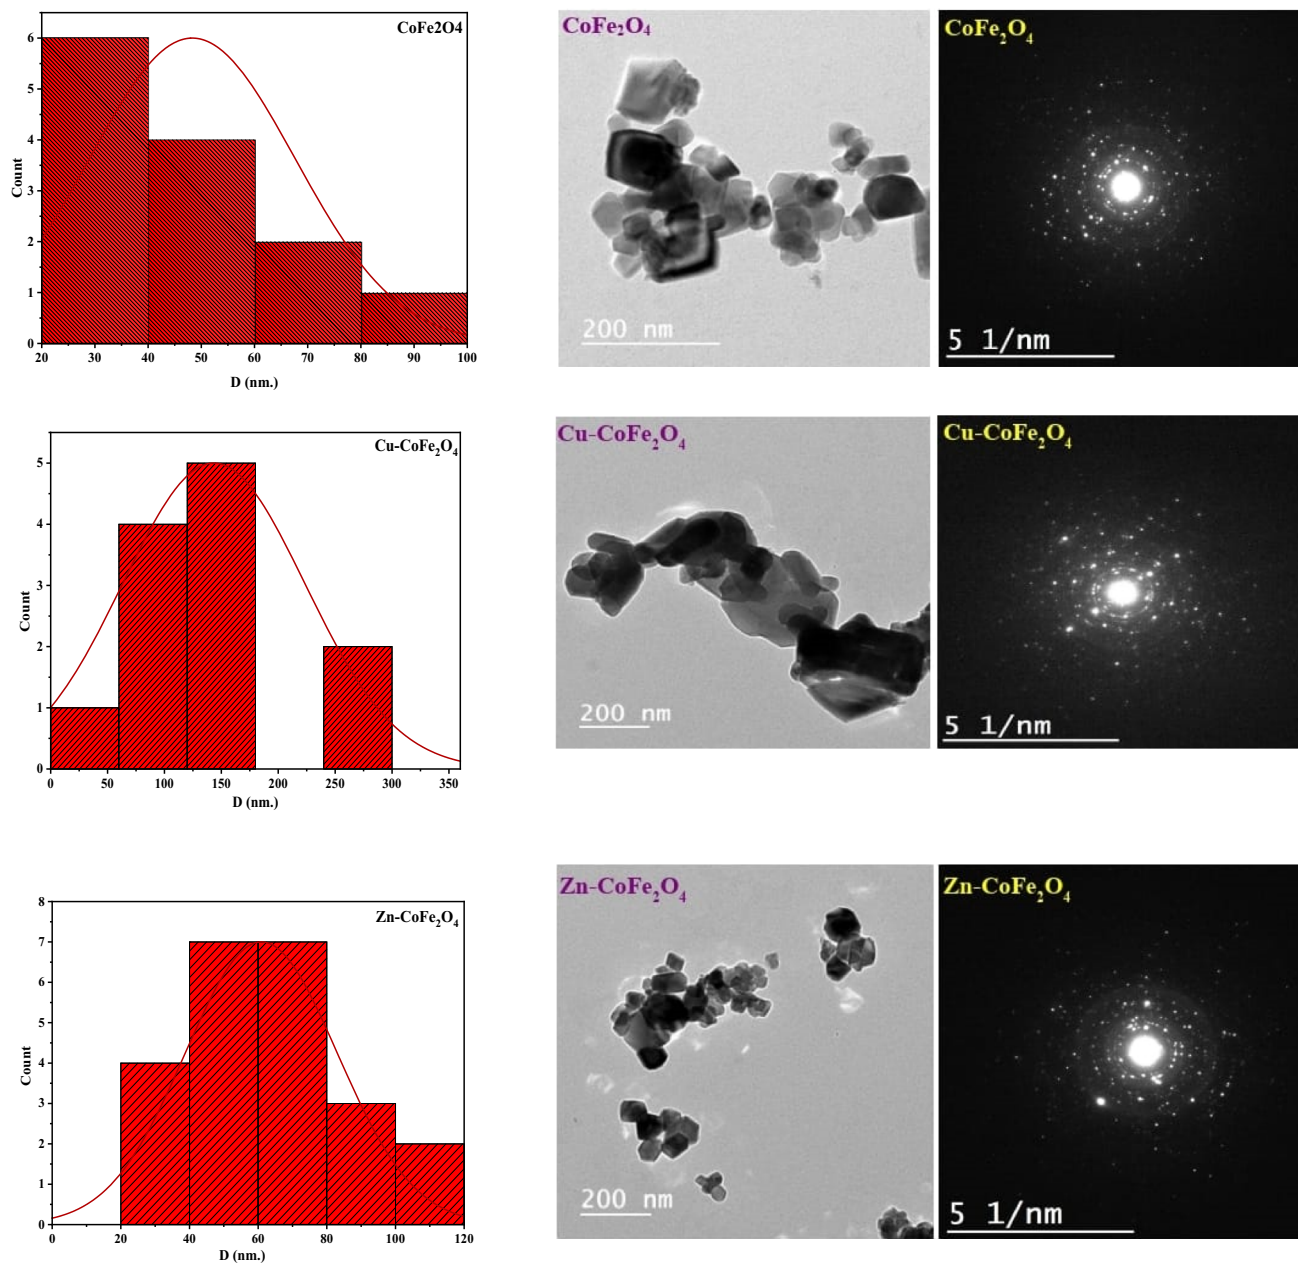 CoFe2O4
6
5
4
3
2
1
0
Count
20 30 40 50 60 70 80 90 100
D (nm.)
CoFe₂O₄
200 nm
CoFe₂O₄
5 1/nm
Cu-CoFe₂O₄
5
4
3
2
1
0
Count
0 50 100 150 200 250 300 350
D (nm.)
Cu-CoFe₂O₄
200 nm
Cu-CoFe₂O₄
5 1/nm
Zn-CoFe₂O₄
8
7
6
5
4
3
2
1
0
Count
0 20 40 60 80 100 120
D (nm.)
Zn-CoFe₂O₄
200 nm
Zn-CoFe₂O₄
5 1/nm